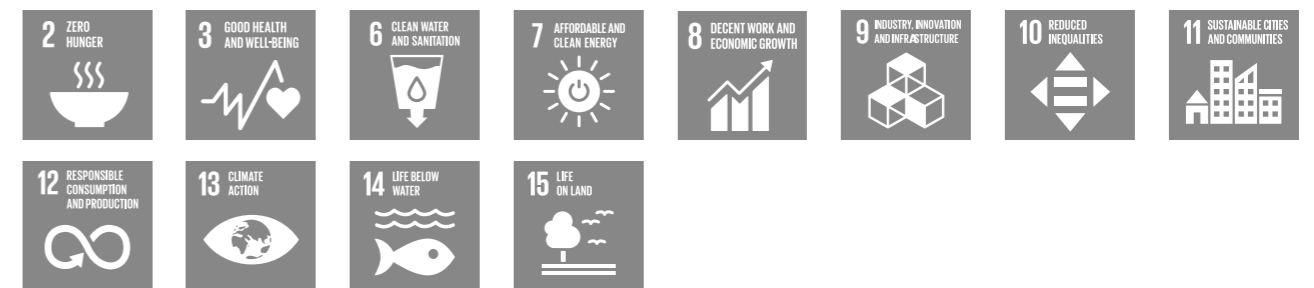 2 ZERO
HUNGER
3 GOOD HEALTH
AND WELL-BEING
6 CLEAN WATER
AND SANITATION
7 AFFORDABLE AND
CLEAN ENERGY
8 DECENT WORK AND
ECONOMIC GROWTH
9 INDUSTRY, INNOVATION
AND INFRASTRUCTURE
10 REDUCED
INEQUALITIES
11 SUSTAINABLE CITIES
AND COMMUNITIES
12 RESPONSIBLE
CONSUMPTION
AND PRODUCTION
13 CLIMATE
ACTION
14 LIFE BELOW
WATER
15 LIFE
ON LAND